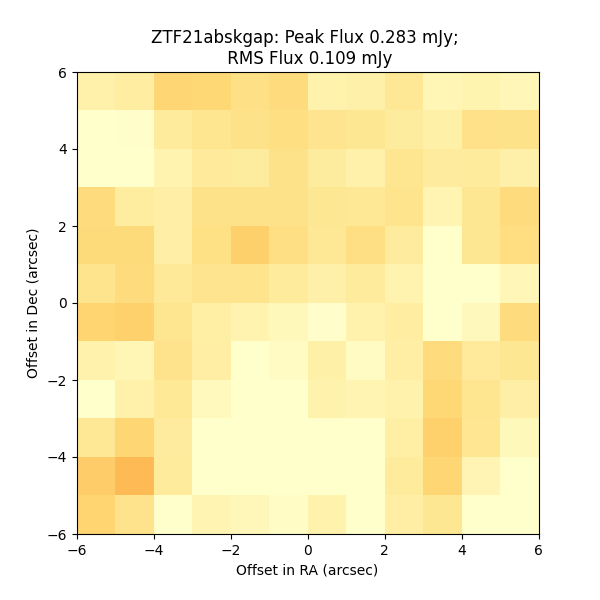 ZTF21abskgap: Peak Flux 0.283 mJy;
RMS Flux 0.109 mJy
6
4
2
0
−2
−4
−6
Offset in Dec (arcsec)
−6 −4 −2 0 2 4 6
Offset in RA (arcsec)